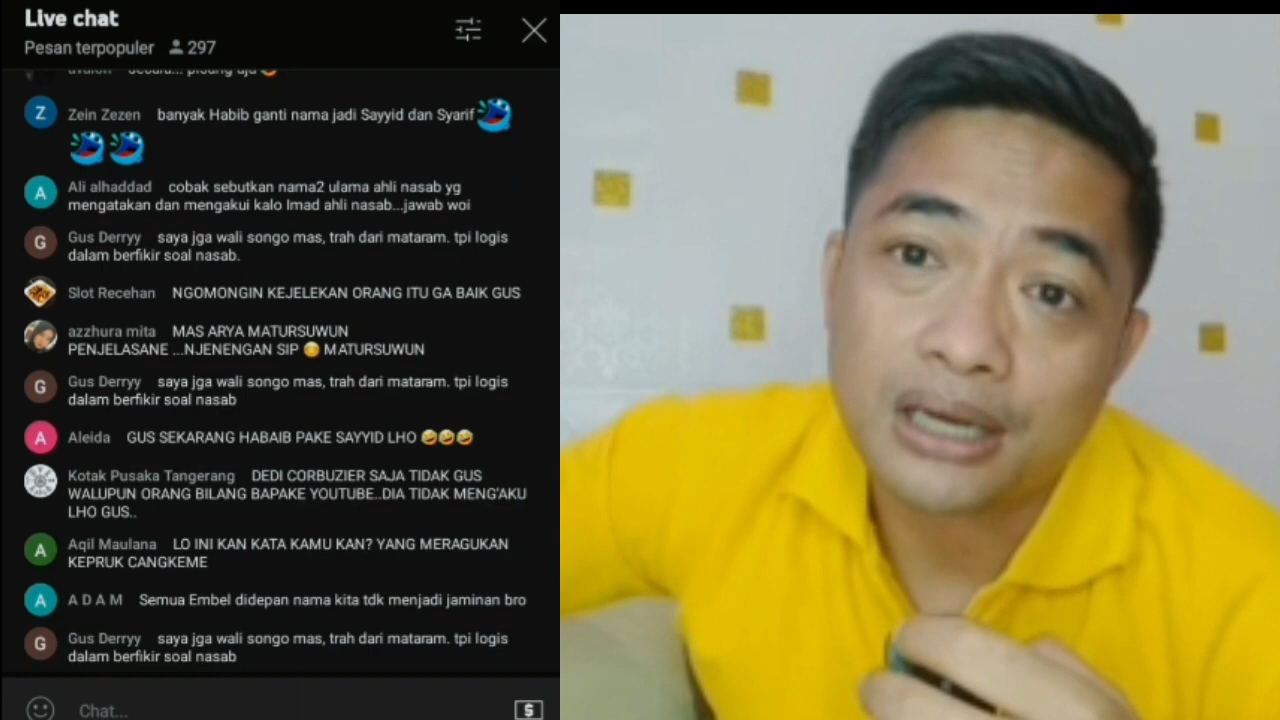 Live chat
Pesan terpopuler 297
Z Zein Zezen banyak Habib ganti nama jadi Sayyid dan Syarif
A Ali alhaddad cobak sebutkan nama2 ulama ahli nasab yg
mengatakan dan mengakui kalo Imad ahli nasab...jawab woi
G Gus Derryy saya jga wali songo mas, trah dari mataram. tpi logis
dalam berfikir soal nasab.
Slot Recehan NGOMONGIN KEJELEKAN ORANG ITU GA BAIK GUS
azzhura mita MAS ARYA MATURSUWUN
PENJELASANE ...NJENENGAN SIP 😊 MATURSUWUN
G Gus Derryy saya jga wali songo mas, trah dari mataram. tpi logis
dalam berfikir soal nasab
A Aleida GUS SEKARANG HABAIB PAKE SAYYID LHO 🤣🤣🤣
Kotak Pusaka Tangerang DEDI CORBUZIER SAJA TIDAK GUS
WALUPUN ORANG BILANG BAPAKE YOUTUBE..DIA TIDAK MENG'AKU
LHO GUS..
A Aqil Maulana LO INI KAN KATA KAMU KAN? YANG MERAGUKAN
KEPRUK CANGKEME
A A D A M Semua Embel didepan nama kita tdk menjadi jaminan bro
G Gus Derryy saya jga wali songo mas, trah dari mataram. tpi logis
dalam berfikir soal nasab
Chat... $